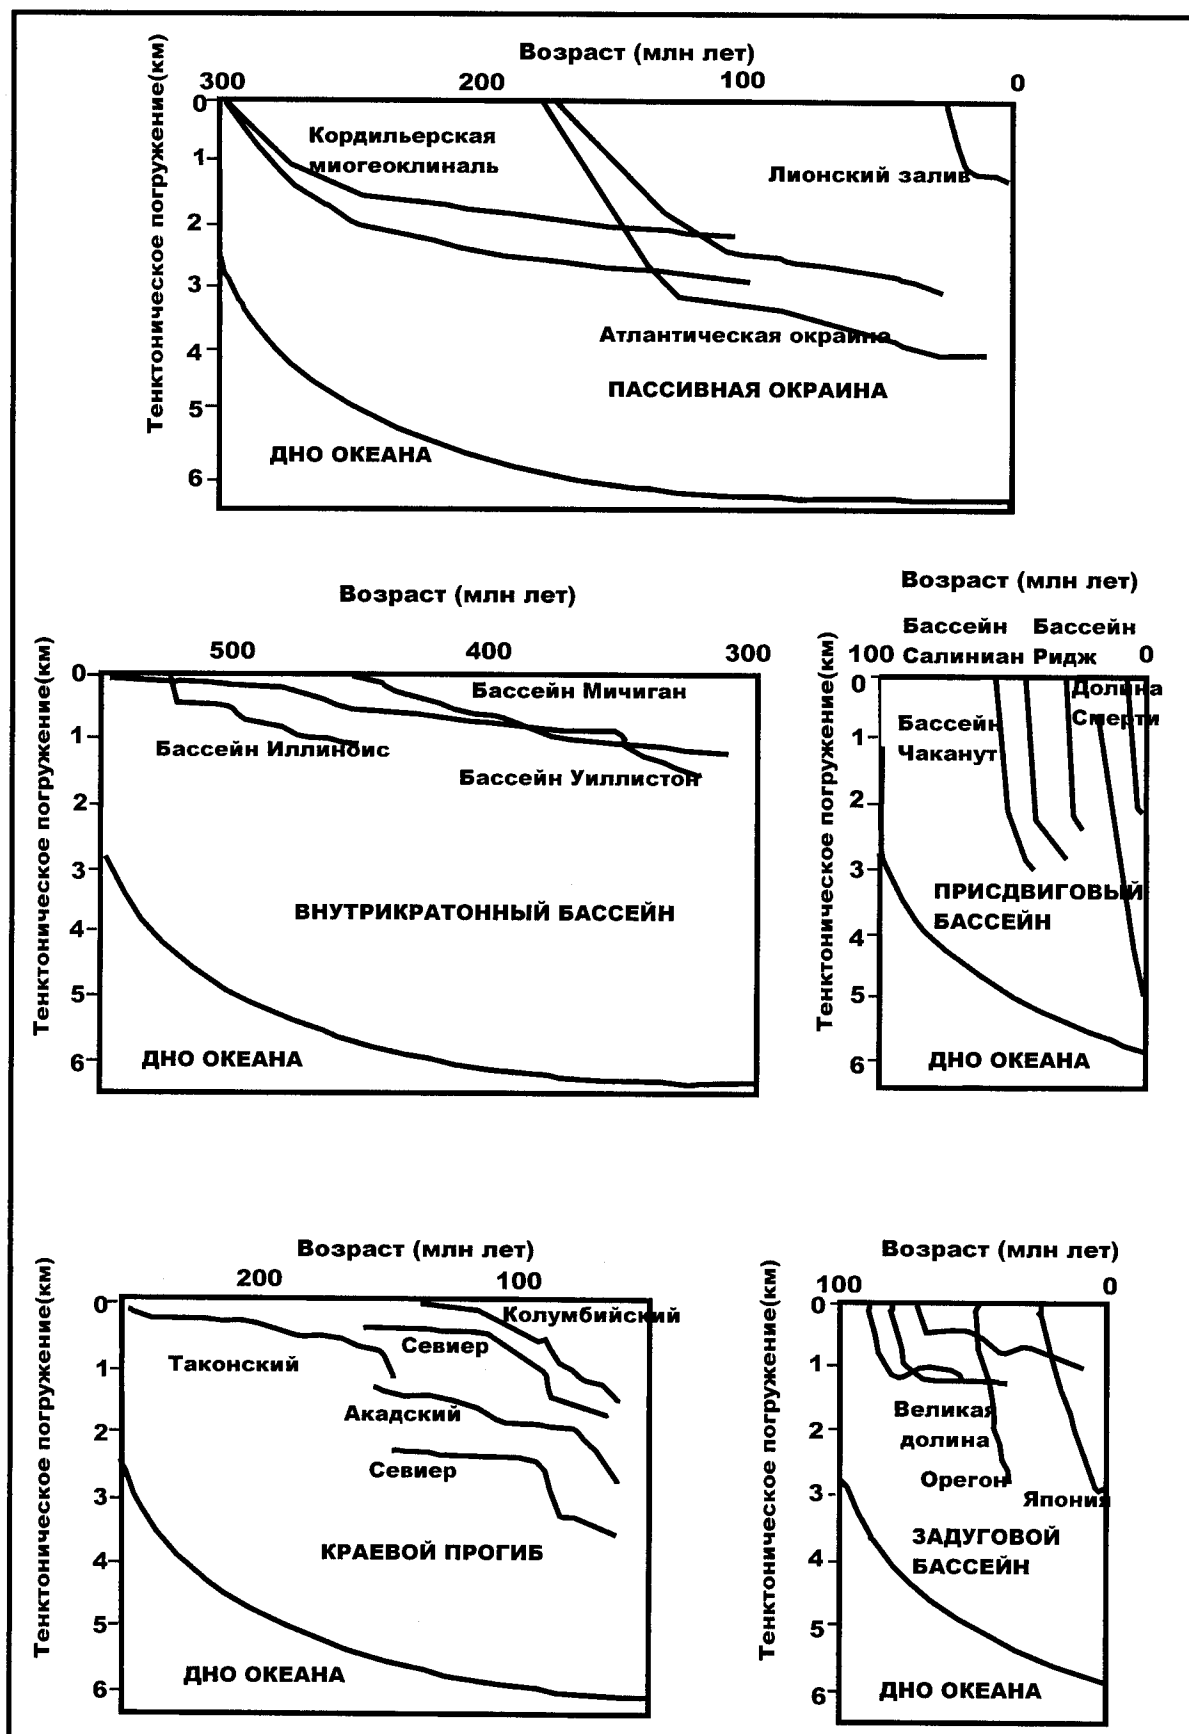 Возраст (млн лет)
300 200 100 0
Тенктоническое погружение(км)
0
1
2
3
4
5
6
Кордильерская
миогеоклиналь
Лионский залив
Атлантическая окраина
ПАССИВНАЯ ОКРАИНА
ДНО ОКЕАНА
Возраст (млн лет)
500 400 300
Тенктоническое погружение(км)
0
1
2
3
4
5
6
Бассейн Мичиган
Бассейн Иллинойс
Бассейн Уиллистон
ВНУТРИКРАТОННЫЙ БАССЕЙН
ДНО ОКЕАНА
Возраст (млн лет)
Бассейн
Салиниан
Бассейн
Ридж
100 0
Тенктоническое погружение(км)
0
1
2
3
4
5
6
Долина
Смерти
Бассейн
Чаканут
ПРИСДВИГОВЫЙ
БАССЕЙН
ДНО ОКЕАНА
Возраст (млн лет)
200 100
Тенктоническое погружение(км)
0
1
2
3
4
5
6
Колумбийский
Севиер
Таконский
Акадский
Севиер
КРАЕВОЙ ПРОГИБ
ДНО ОКЕАНА
Возраст (млн лет)
100 0
Тенктоническое погружение(км)
0
1
2
3
4
5
6
Великая
долина
Орегон
Япония
ЗАДУГОВОЙ
БАССЕЙН
ДНО ОКЕАНА